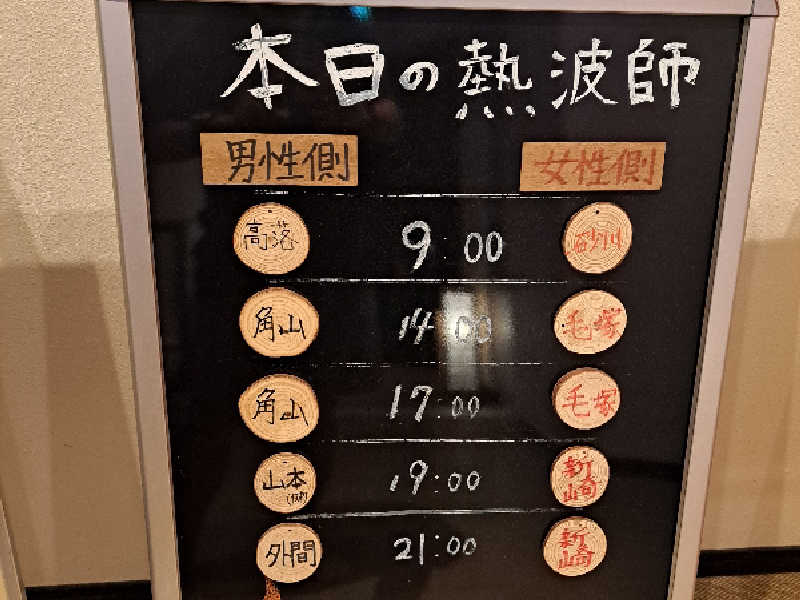 本日の熱波師
男性側 女性側
高落 9:00 砂川
角山 14:00 毛塚
角山 17:00 毛塚
山本 19:00 新崎
外間 21:00 新崎